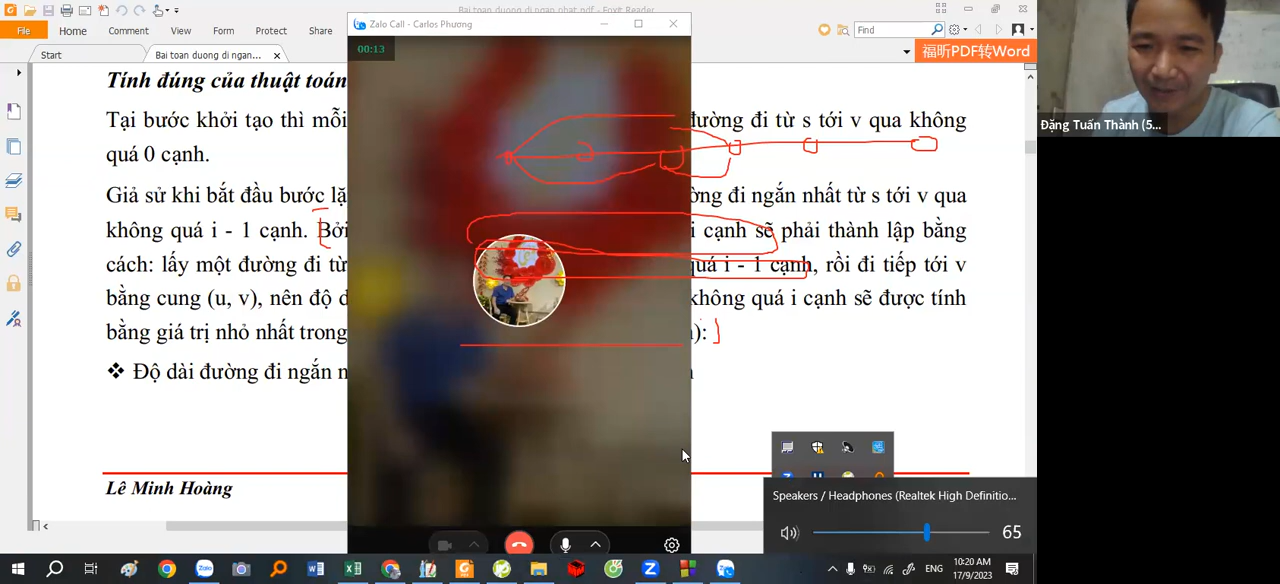 Bai toan duong di ngan nhat.pdf - Foxit Reader
File
Home
Comment
View
Form
Protect
Share
Find
Start
Bai toan duong di ngan...
福昕PDF转Word
Zalo Call - Carlos Phương
00:13
Đặng Tuấn Thành (5...
Tính đúng của thuật toán
Tại bước khởi tạo thì mỗi đường đi từ s tới v qua không
quá 0 cạnh.
Giả sử khi bắt đầu bước lặ ng đi ngắn nhất từ s tới v qua
không quá i - 1 cạnh. Bởi i cạnh sẽ phải thành lập bằng
cách: lấy một đường đi từ quá i - 1 cạnh, rồi đi tiếp tới v
bằng cung (u, v), nên độ d không quá i cạnh sẽ được tính
bằng giá trị nhỏ nhất trong ):
❖ Độ dài đường đi ngắn n
Lê Minh Hoàng
Speakers / Headphones (Realtek High Definitio...
65
ENG
10:20 AM
17/9/2023